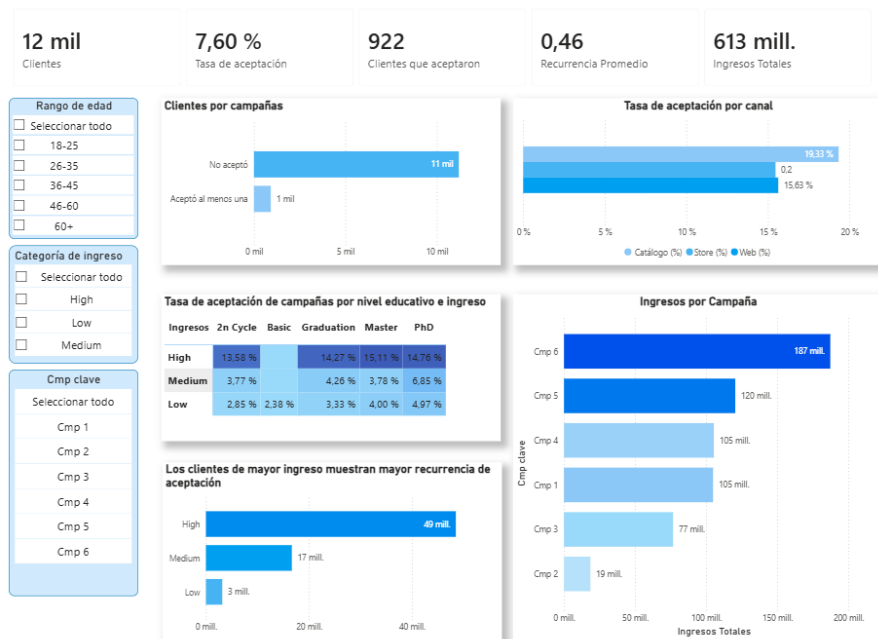 12 mil
Clientes
7,60 %
Tasa de aceptación
922
Clientes que aceptaron
0,46
Recurrencia Promedio
613 mill.
Ingresos Totales
Rango de edad
Seleccionar todo
18-25
26-35
36-45
46-60
60+
Categoría de ingreso
Seleccionar todo
High
Low
Medium
Cmp clave
Seleccionar todo
Cmp 1
Cmp 2
Cmp 3
Cmp 4
Cmp 5
Cmp 6
Clientes por campañas
No aceptó
11 mil
Aceptó al menos una
1 mil
0 mil
5 mil
10 mil
Tasa de aceptación por canal
19,33 %
0,2
15,63 %
0 %
5 %
10 %
15 %
20 %
Catálogo (%)
Store (%)
Web (%)
Tasa de aceptación de campañas por nivel educativo e ingreso
Ingresos 2n Cycle Basic Graduation Master PhD
High 13,58 % 14,27 % 15,11 % 14,76 %
Medium 3,77 % 4,26 % 3,78 % 6,85 %
Low 2,85 % 2,38 % 3,33 % 4,00 % 4,97 %
Los clientes de mayor ingreso muestran mayor recurrencia de
aceptación
High
49 mill.
Medium
17 mill.
Low
3 mill.
0 mill.
20 mill.
40 mill.
Ingresos por Campaña
Cmp clave
Cmp 6
187 mill.
Cmp 5
120 mill.
Cmp 4
105 mill.
Cmp 1
105 mill.
Cmp 3
77 mill.
Cmp 2
19 mill.
0 mill.
50 mill.
100 mill.
150 mill.
200 mill.
Ingresos Totales